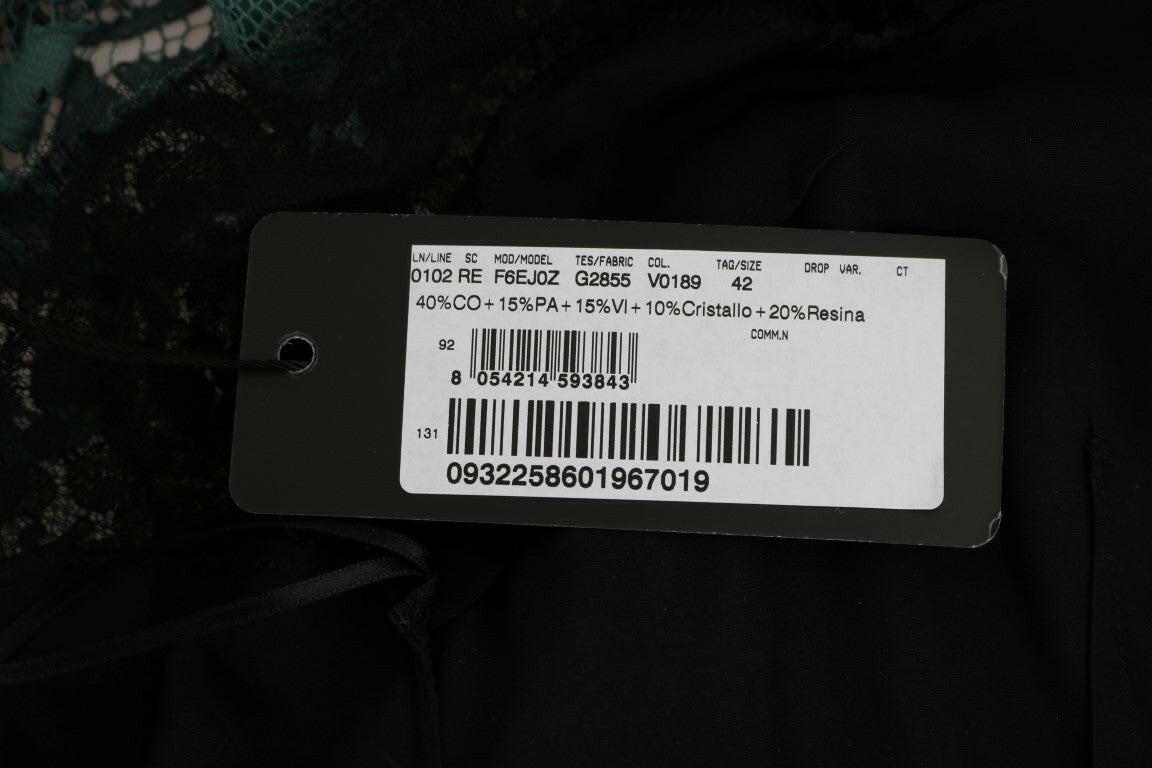 LN/LINE SC MOD/MODEL TES/FABRIC COL. TAG/SIZE DROP VAR. CT
0102 RE F6EJ0Z G2855 V0189 42
40%CO+15%PA+15%VI+10%Cristallo+20%Resina
COMM.N
92
8 054214 593843
131
0932258601967019